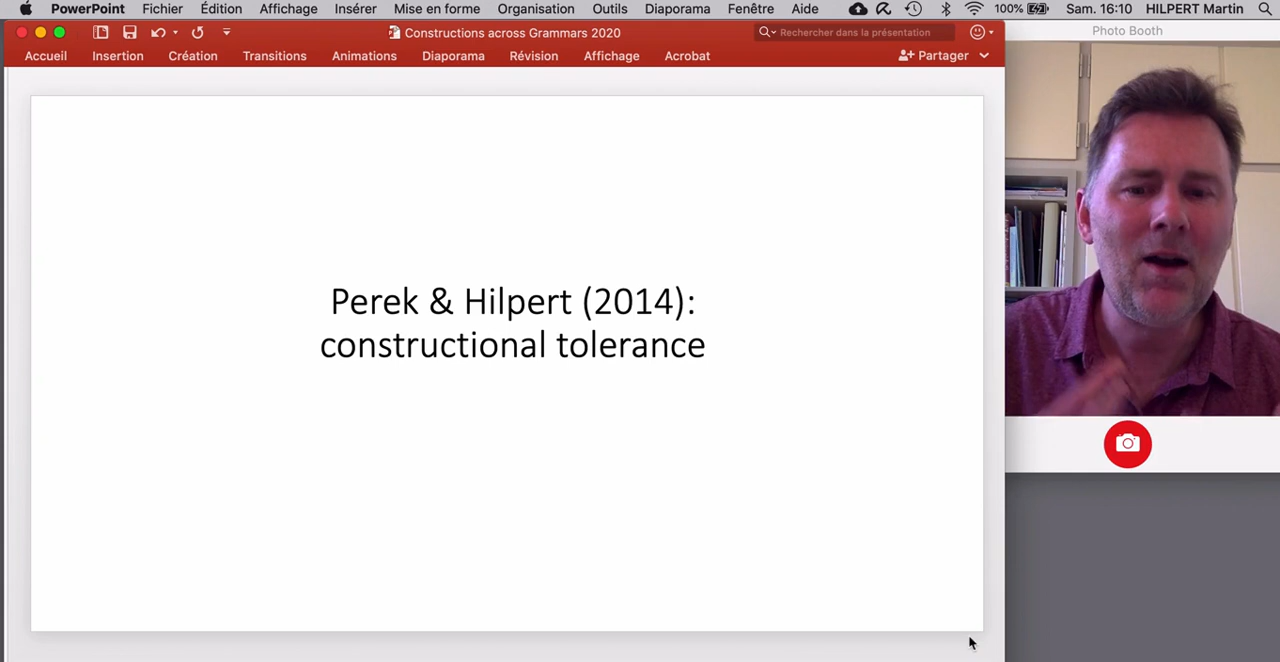 PowerPoint Fichier Édition Affichage Insérer Mise en forme Organisation Outils Diaporama Fenêtre Aide 100% Sam. 16:10 HILPERT Martin
Constructions across Grammars 2020
Rechercher dans la présentation
Photo Booth
Accueil Insertion Création Transitions Animations Diaporama Révision Affichage Acrobat Partager
Perek & Hilpert (2014):
constructional tolerance